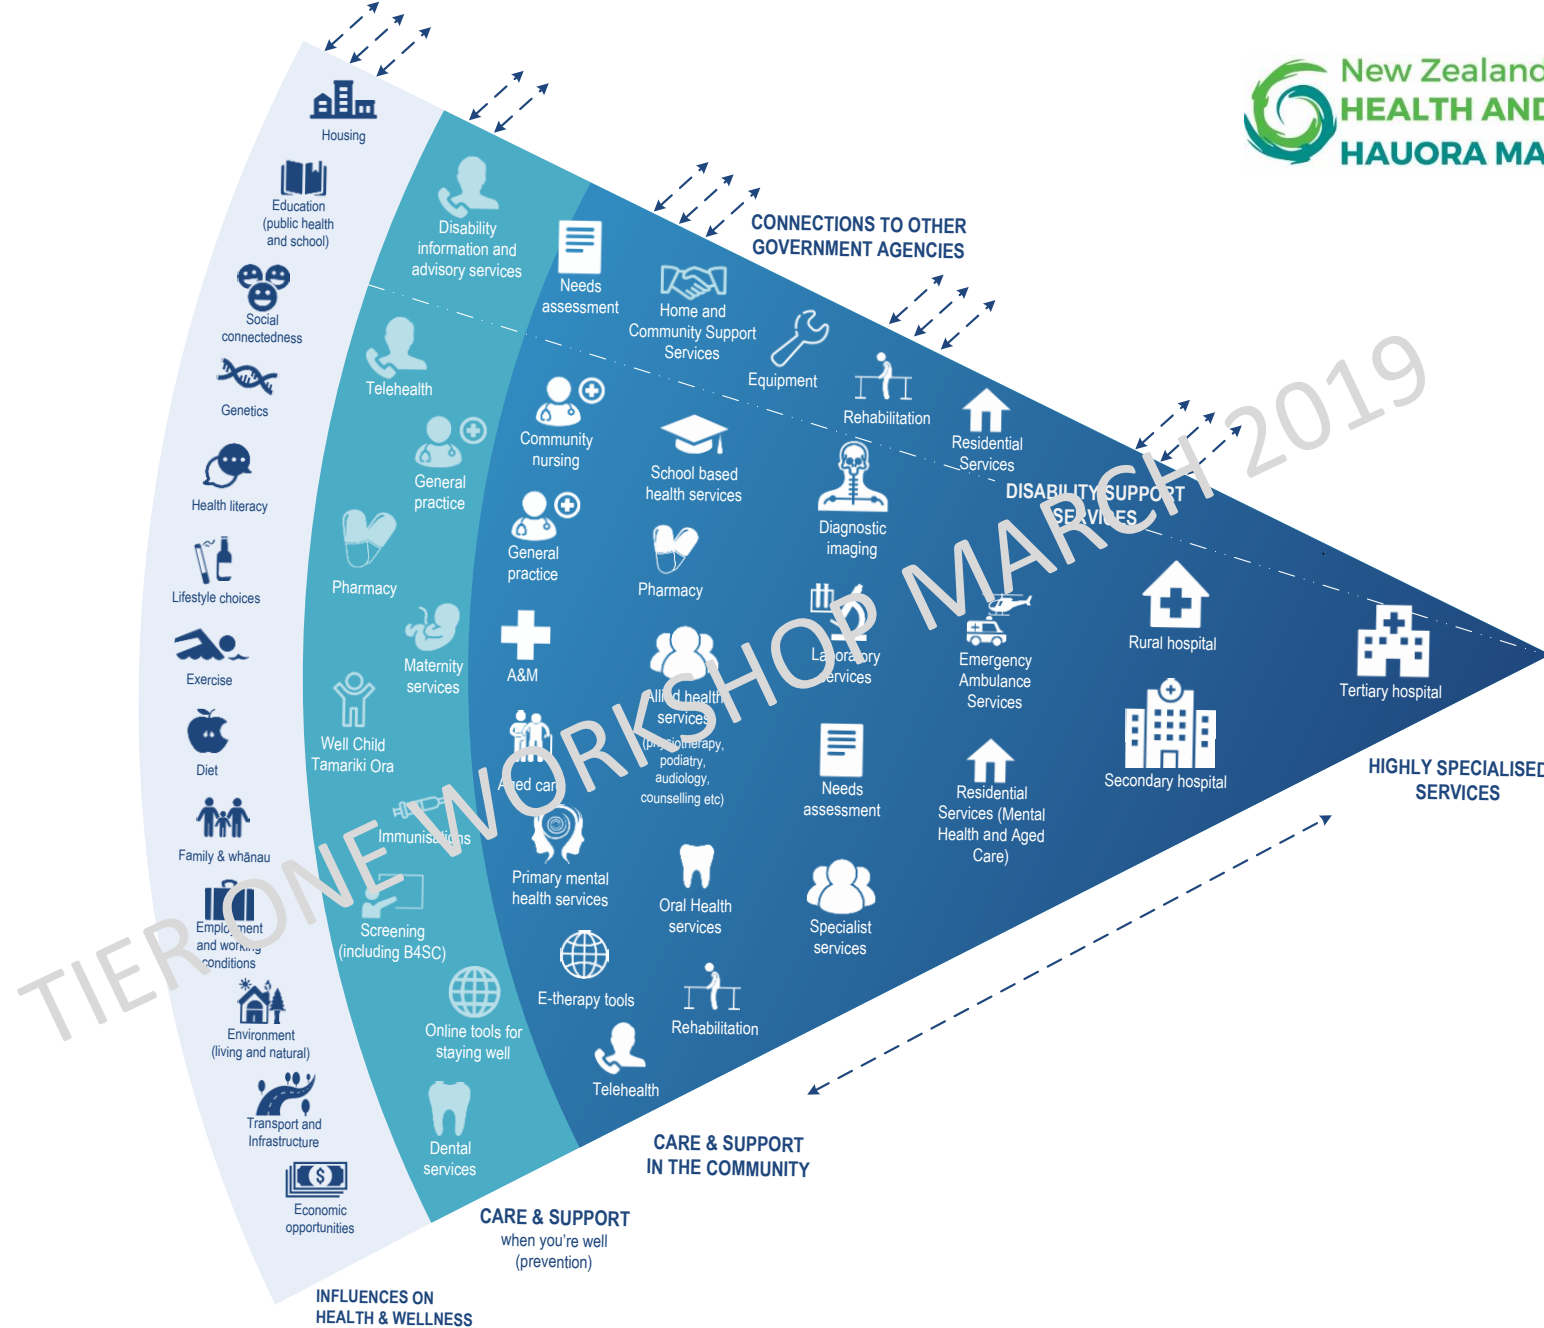 New Zealand
HEALTH AND
HAUORA MA
Housing
Education
(public health
and school)
Social
connectedness
Genetics
Health literacy
Lifestyle choices
Exercise
Diet
Family & whānau
Employment
and working
conditions
Environment
(living and natural)
Transport and
Infrastructure
$
Economic
opportunities
INFLUENCES ON
HEALTH & WELLNESS
Disability
information and
advisory services
Telehealth
General
practice
Pharmacy
Maternity
services
Well Child
Tamariki Ora
Immunisations
Screening
(including B4SC)
Online tools for
staying well
Dental
services
CARE & SUPPORT
when you're well
(prevention)
Needs
assessment
Home and
Community Support
Services
Equipment
Rehabilitation
Residential
Services
DISABILITY SUPPORT
SERVICES
CONNECTIONS TO OTHER
GOVERNMENT AGENCIES
Community
nursing
General
practice
A&M
Aged care
Primary mental
health services
E-therapy tools
Telehealth
School based
health services
Pharmacy
Allied health
services
(physiotherapy,
podiatry,
audiology,
counselling etc)
Oral Health
services
Rehabilitation
Diagnostic
imaging
Laboratory
services
Needs
assessment
Specialist
services
Emergency
Ambulance
Services
Residential
Services (Mental
Health and Aged
Care)
Rural hospital
Secondary hospital
Tertiary hospital
CARE & SUPPORT
IN THE COMMUNITY
HIGHLY SPECIALISED
SERVICES
TIER ONE WORKSHOP MARCH 2019